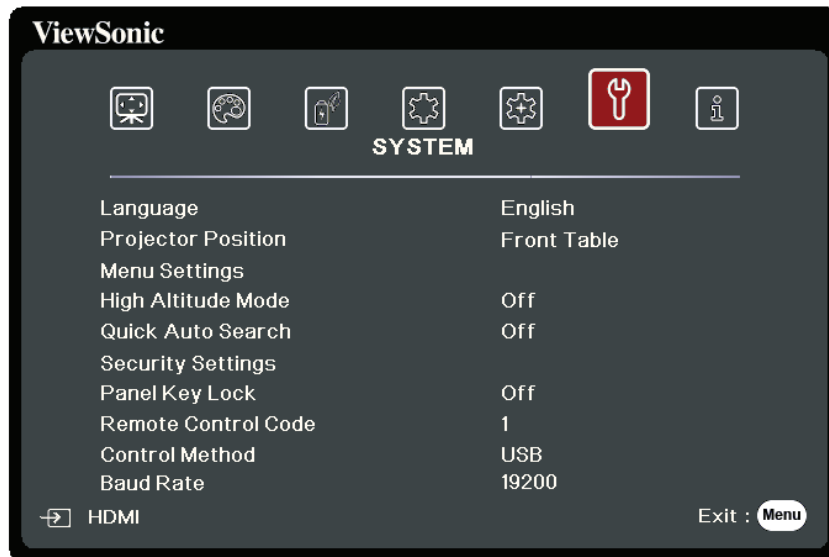 ViewSonic
SYSTEM
Language English
Projector Position Front Table
Menu Settings
High Altitude Mode Off
Quick Auto Search Off
Security Settings
Panel Key Lock Off
Remote Control Code 1
Control Method USB
Baud Rate 19200
HDMI Exit : Menu